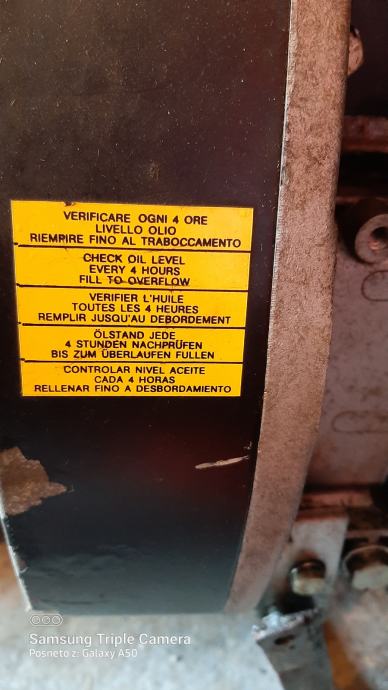 VERIFICARE OGNI 4 ORE
LIVELLO OLIO
RIEMPIRE FINO AL TRABOCCAMENTO
CHECK OIL LEVEL
EVERY 4 HOURS
FILL TO OVERFLOW
VERIFIER L'HUILE
TOUTES LES 4 HEURES
REMPLIR JUSQU'AU DEBORDEMENT
ÖLSTAND JEDE
4 STUNDEN NACHPRÜFEN
BIS ZUM ÜBERLAUFEN FULLEN
CONTROLAR NIVEL ACEITE
CADA 4 HORAS
RELLENAR FINO A DESBORDAMIENTO
Samsung Triple Camera
Posneto z: Galaxy A50